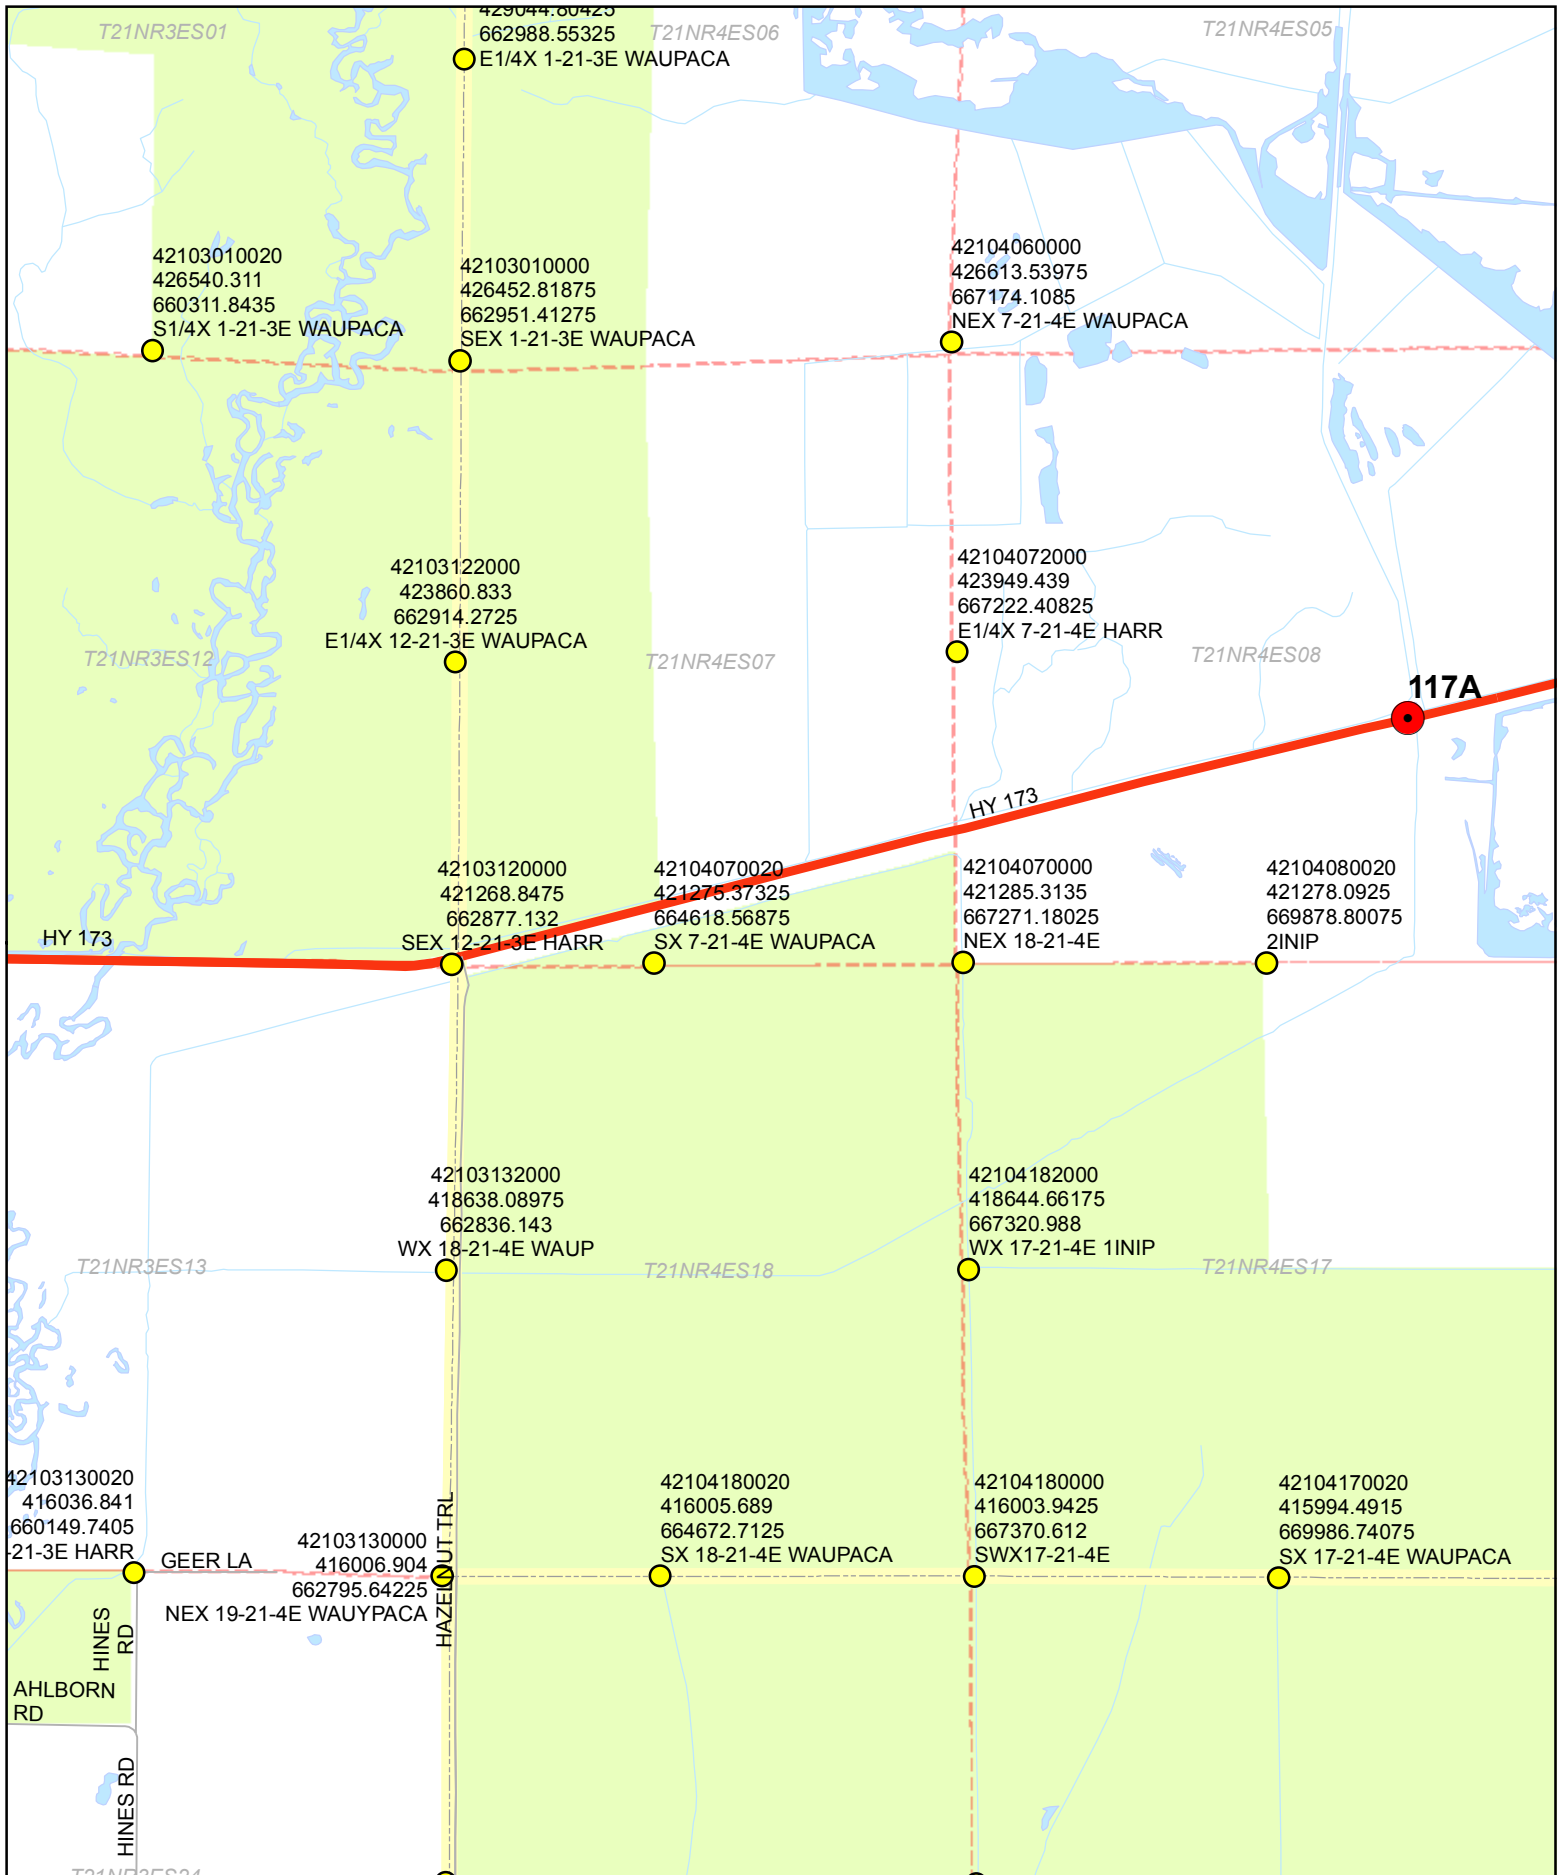 429044.80425
662988.55325
E1/4X 1-21-3E WAUPACA
T21NR3ES01
T21NR4ES06
T21NR4ES05
42103010020
426540.311
660311.8435
S1/4X 1-21-3E WAUPACA
42103010000
426452.81875
662951.41275
SEX 1-21-3E WAUPACA
42104060000
426613.53975
667174.1085
NEX 7-21-4E WAUPACA
42103122000
423860.833
662914.2725
E1/4X 12-21-3E WAUPACA
42104072000
423949.439
667222.40825
E1/4X 7-21-4E HARR
T21NR3ES12
T21NR4ES07
T21NR4ES08
117A
HY 173
42103120000
421268.8475
662877.132
SEX 12-21-3E HARR
42104070020
421275.37325
664618.56875
SX 7-21-4E WAUPACA
42104070000
421285.3135
667271.18025
NEX 18-21-4E
42104080020
421278.0925
669878.80075
2INIP
HY 173
42103132000
418638.08975
662836.143
WX 18-21-4E WAUP
42104182000
418644.66175
667320.988
WX 17-21-4E 1INIP
T21NR3ES13
T21NR4ES18
T21NR4ES17
42103130020
416036.841
660149.7405
-21-3E HARR
GEER LA
42103130000
416006.904
662795.64225
NEX 19-21-4E WAUYPACA
HAZELNUT TRL
42104180020
416005.689
664672.7125
SX 18-21-4E WAUPACA
42104180000
416003.9425
667370.612
SWX17-21-4E
42104170020
415994.4915
669986.74075
SX 17-21-4E WAUPACA
HINES
RD
AHLBORN
RD
HINES RD
T21NR3ES24